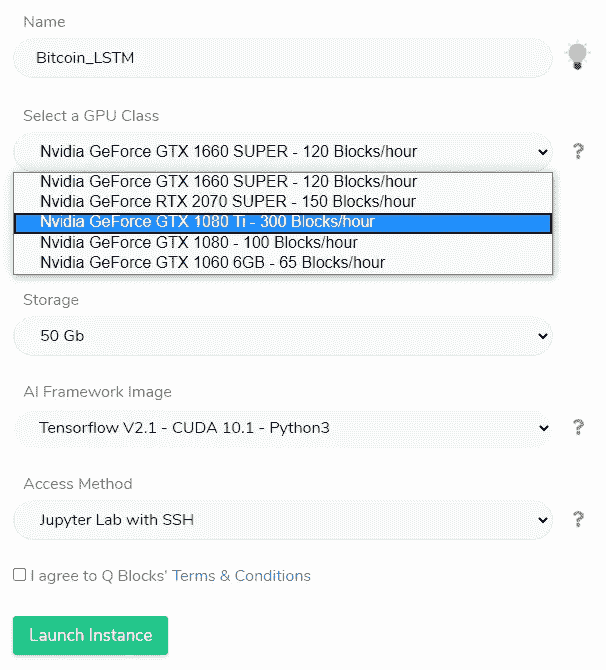 Name
Bitcoin_LSTM
Select a GPU Class
Nvidia GeForce GTX 1660 SUPER - 120 Blocks/hour
?
Nvidia GeForce GTX 1660 SUPER - 120 Blocks/hour
Nvidia GeForce RTX 2070 SUPER - 150 Blocks/hour
Nvidia GeForce GTX 1080 Ti - 300 Blocks/hour
Nvidia GeForce GTX 1080 - 100 Blocks/hour
Nvidia GeForce GTX 1060 6GB - 65 Blocks/hour
Storage
50 Gb
AI Framework Image
Tensorflow V2.1 - CUDA 10.1 - Python3
?
Access Method
Jupyter Lab with SSH
?
I agree to Q Blocks' Terms & Conditions
Launch Instance